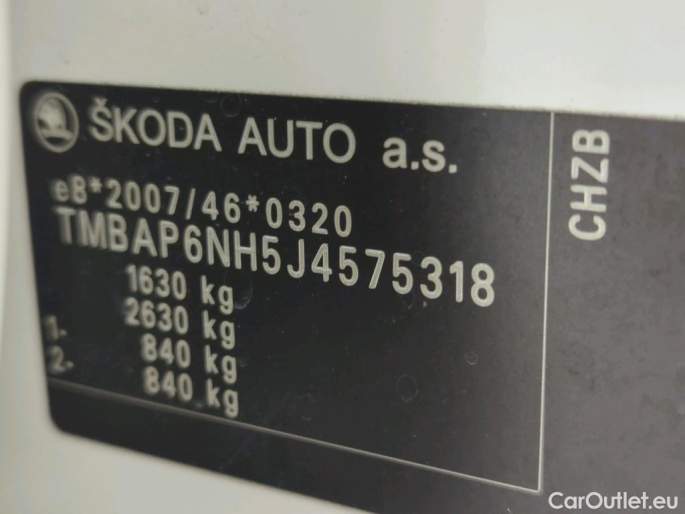 ŠKODA AUTO a.s.
e8*2007/46*0320
TMBAP6NH5J4575318
1630 kg
2630 kg
1- 840 kg
2- 840 kg
CHZB
CarOutlet.eu